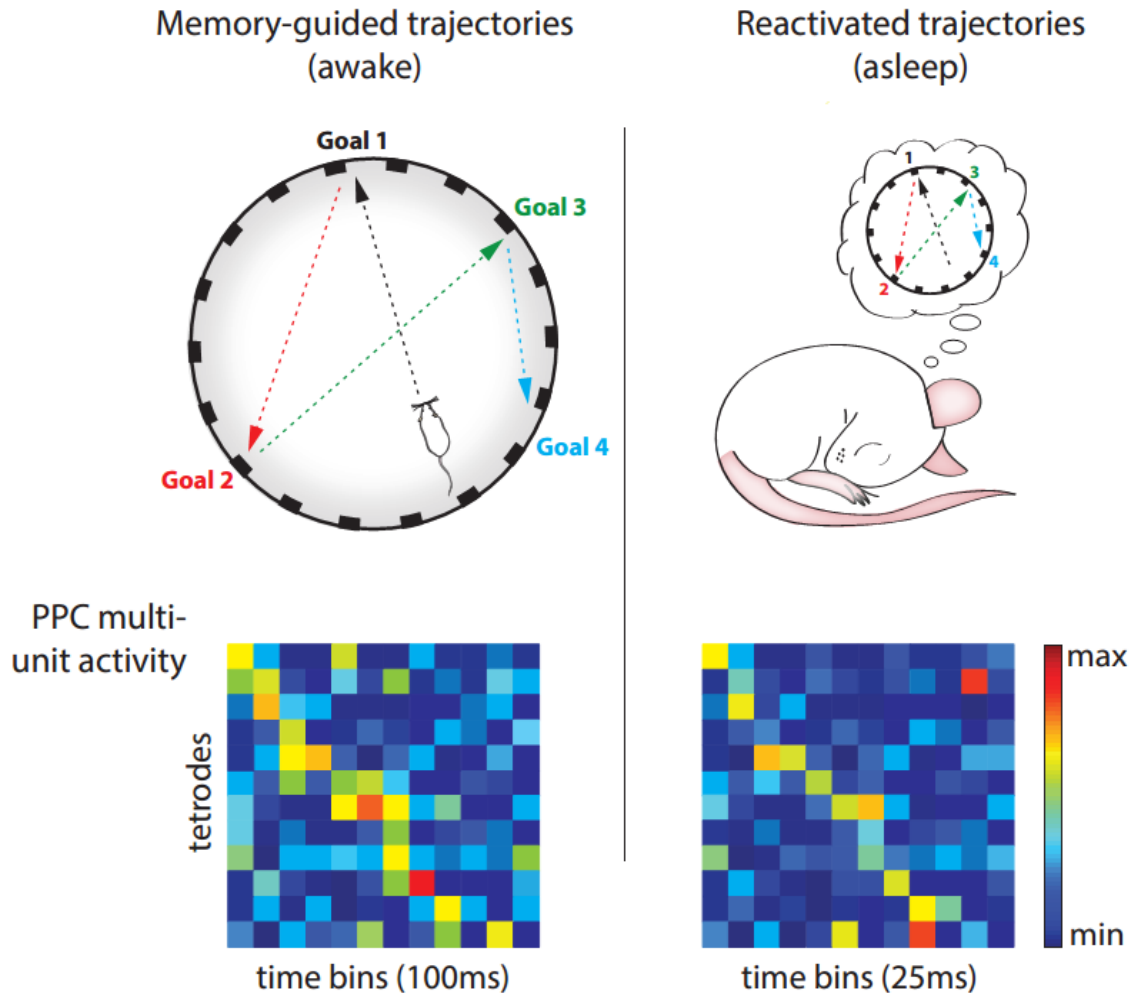 Memory-guided trajectories
(awake)
Reactivated trajectories
(asleep)
Goal 1
Goal 3
Goal 2
Goal 4
1
3
2
4
PPC multi-
unit activity
tetrodes
time bins (100ms)
time bins (25ms)
max
min